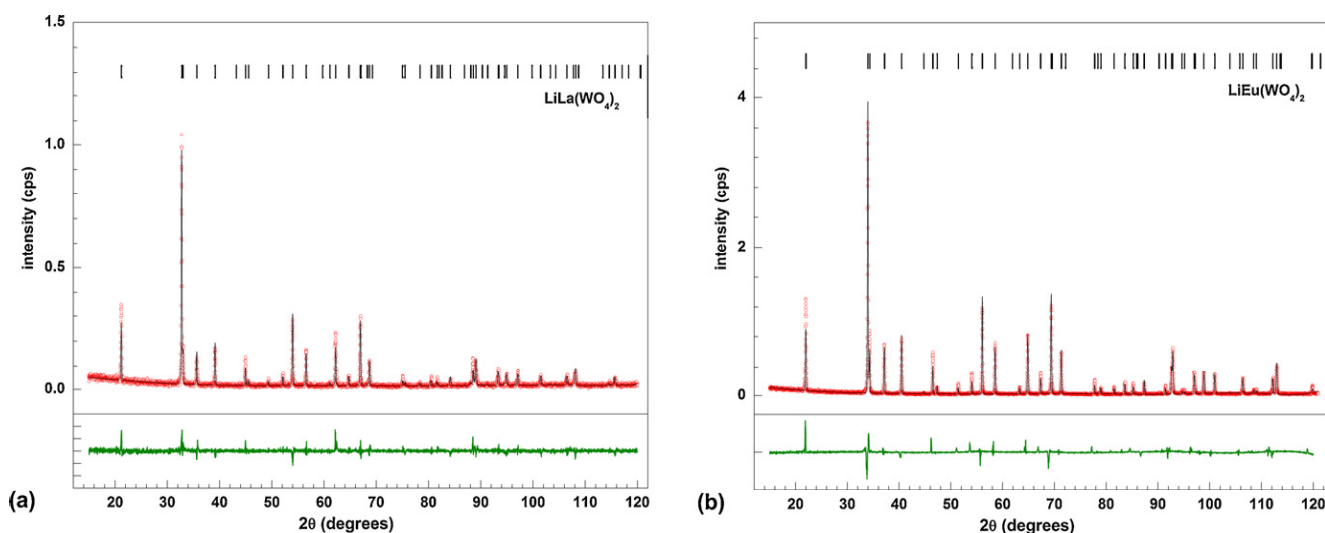 1.5
LiLa(WO₄)₂
1.0
intensity (cps)
0.5
0.0
20 30 40 50 60 70 80 90 100 110 120
2θ (degrees)
(a)
LiEu(WO₄)₂
4
intensity (cps)
2
0
20 30 40 50 60 70 80 90 100 110 120
2θ (degrees)
(b)